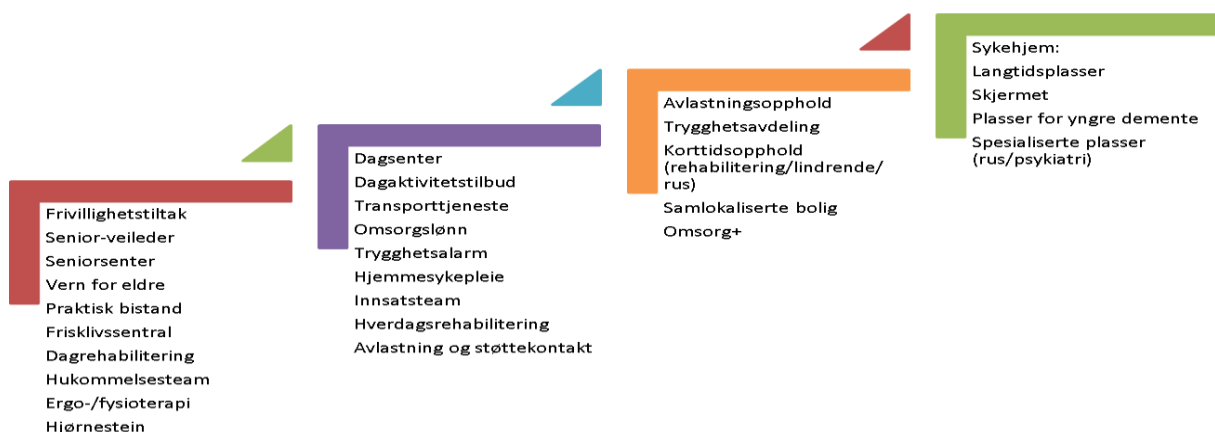 Frivillighetstiltak
Senior-veileder
Seniorsenter
Vern for eldre
Praktisk bistand
Frisklivssentral
Dagrehabilitering
Hukommelsesteam
Ergo-/fysioterapi
Hjørnestein
Dagsenter
Dagaktivitetstilbud
Transporttjeneste
Omsorgslønn
Trygghetsalarm
Hjemmesykepleie
Innsatsteam
Hverdagsrehabilitering
Avlastning og støttekontakt
Avlastningsopphold
Trygghetsavdeling
Korttidsopphold
(rehabilitering/lindrende/
rus)
Samlokaliserte bolig
Omsorg+
Sykehjem:
Langtidsplasser
Skjermet
Plasser for yngre demente
Spesialiserte plasser
(rus/psykiatri)